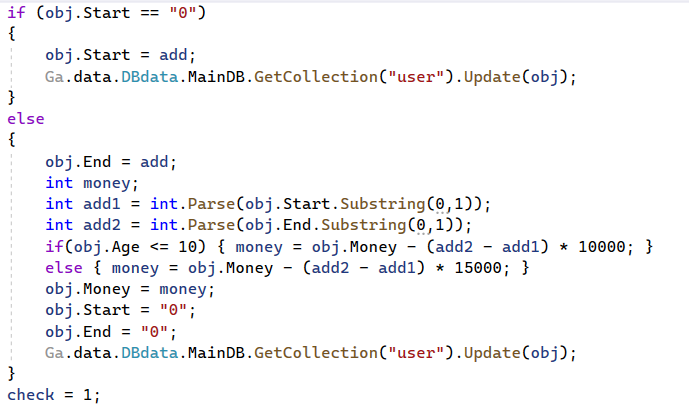 if (obj.Start == "0")
{
    obj.Start = add;
    Ga.data.DBdata.MainDB.GetCollection("user").Update(obj);
}
else
{
    obj.End = add;
    int money;
    int add1 = int.Parse(obj.Start.Substring(0,1));
    int add2 = int.Parse(obj.End.Substring(0,1));
    if(obj.Age <= 10) { money = obj.Money - (add2 - add1) * 10000; }
    else { money = obj.Money - (add2 - add1) * 15000; }
    obj.Money = money;
    obj.Start = "0";
    obj.End = "0";
    Ga.data.DBdata.MainDB.GetCollection("user").Update(obj);
}
check = 1;